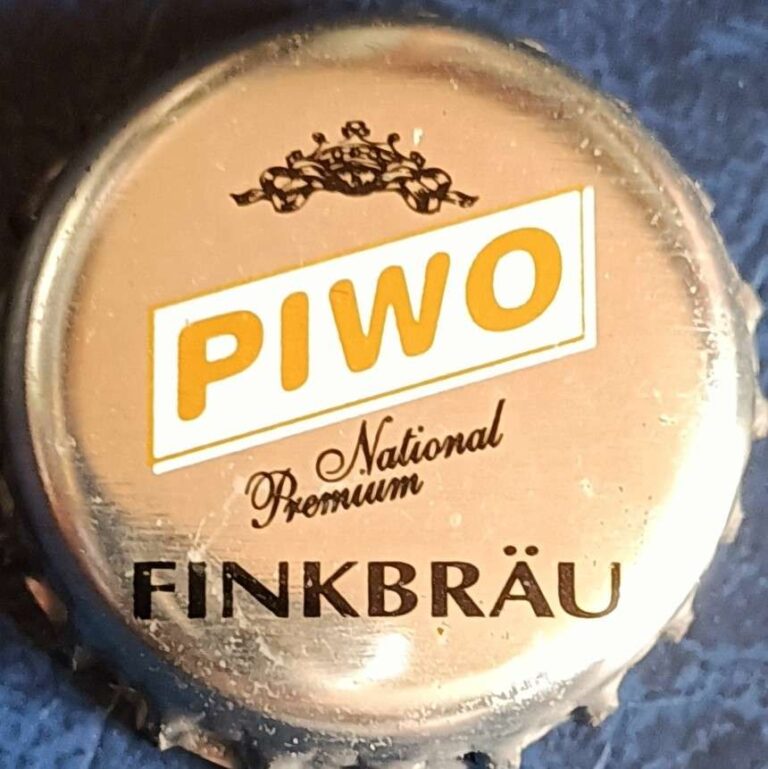 PIWO
National
Premium
FINKBRÄU